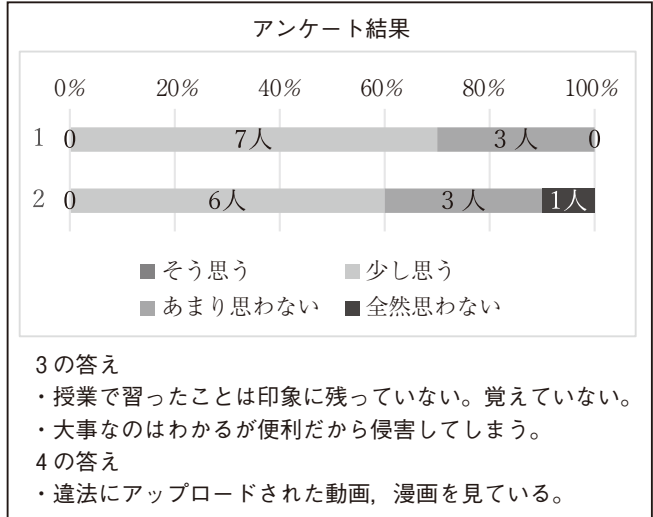 アンケート結果
0% 20% 40% 60% 80% 100%
1 0 7人 3人 0
2 0 6人 3人 1人
そう思う 少し思う
あまり思わない 全然思わない
3の答え
・授業で習ったことは印象に残っていない。覚えていない。
・大事なのはわかるが便利だから侵害してしまう。
4の答え
・違法にアップロードされた動画，漫画を見ている。